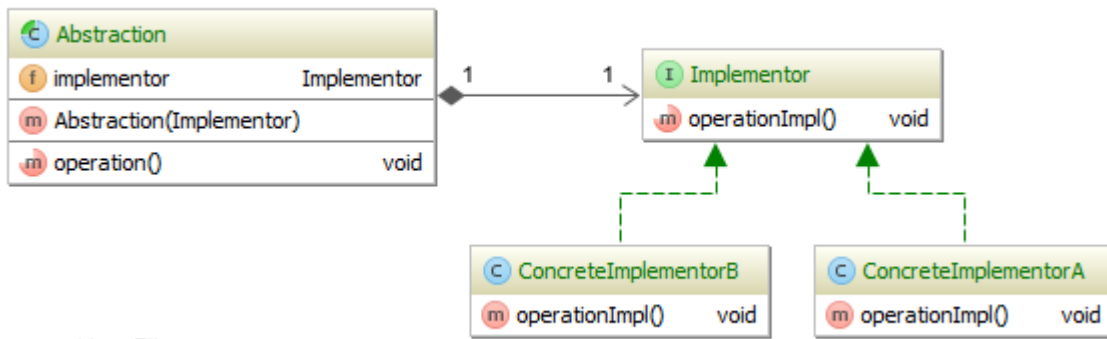 Abstraction
f implementor Implementor
m Abstraction(Implementor)
m operation() void
1 1
I Implementor
m operationImpl() void
C ConcreteImplementorB
m operationImpl() void
C ConcreteImplementorA
m operationImpl() void